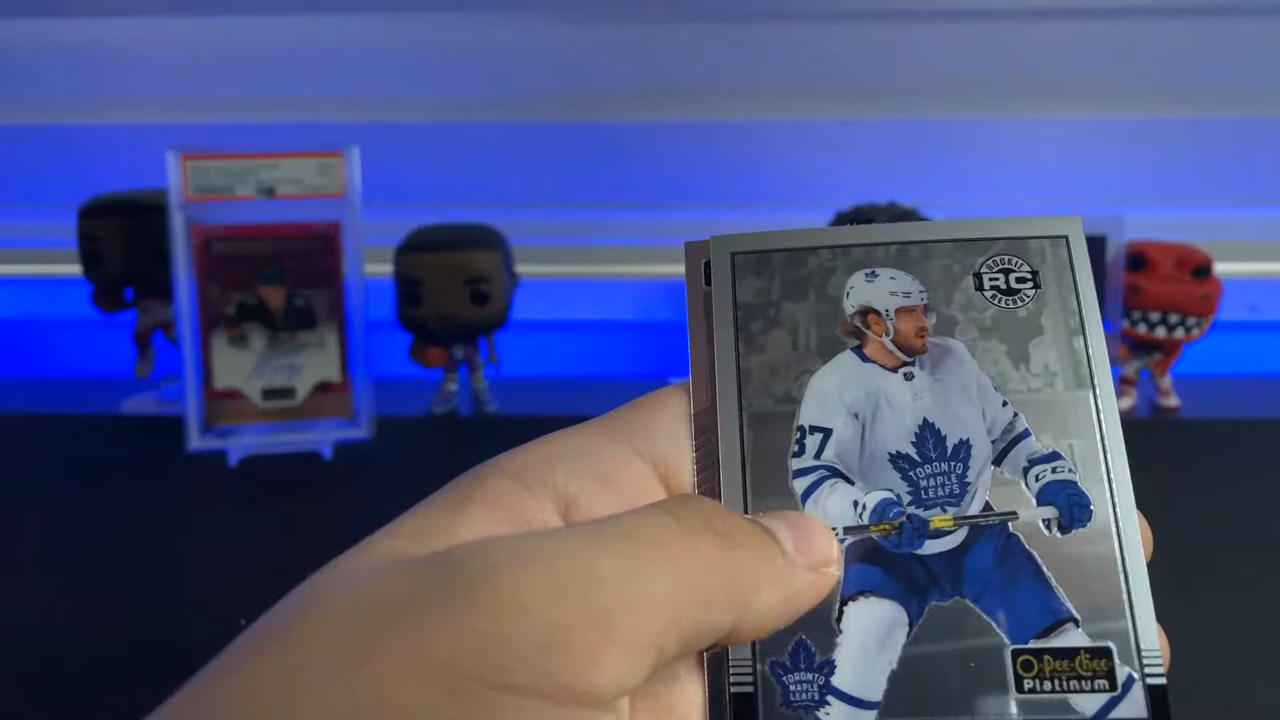 ROOKIE
RC
RECRUE
37
TORONTO
MAPLE
LEAFS
CCM
TORONTO
MAPLE
LEAFS
O-Pee-Chee
Platinum